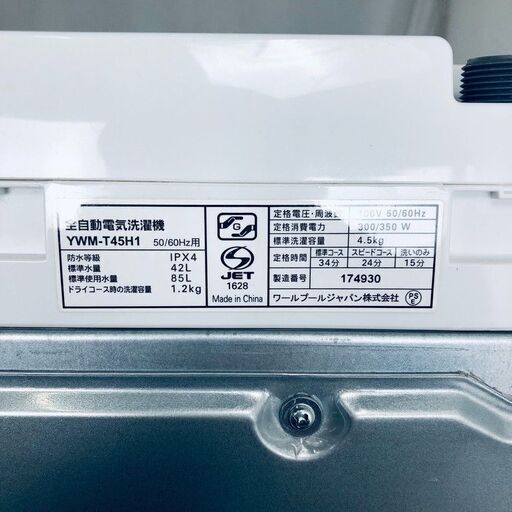 全自動電気洗濯機
YWM-T45H1 50/60Hz用
防水等級 IPX4
標準水量 42L
標準使用水量 85L
ドライコース時の洗濯容量 1.2kg
G
S
JET
1628
Made in China
定格電圧・周波数 100V 50/60Hz
定格消費電力 300/350 W
標準洗濯容量 4.5kg
定格時間 標準コース スピードコース 洗いのみ
34分 24分 15分
製造番号 174930
ワールプールジャパン株式会社 PSE